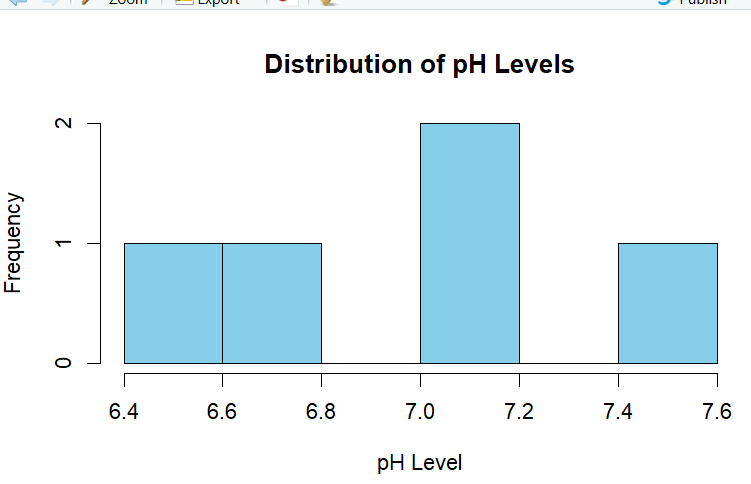 Zoom Export Publish
Distribution of pH Levels
Frequency
2
1
0
6.4 6.6 6.8 7.0 7.2 7.4 7.6
pH Level